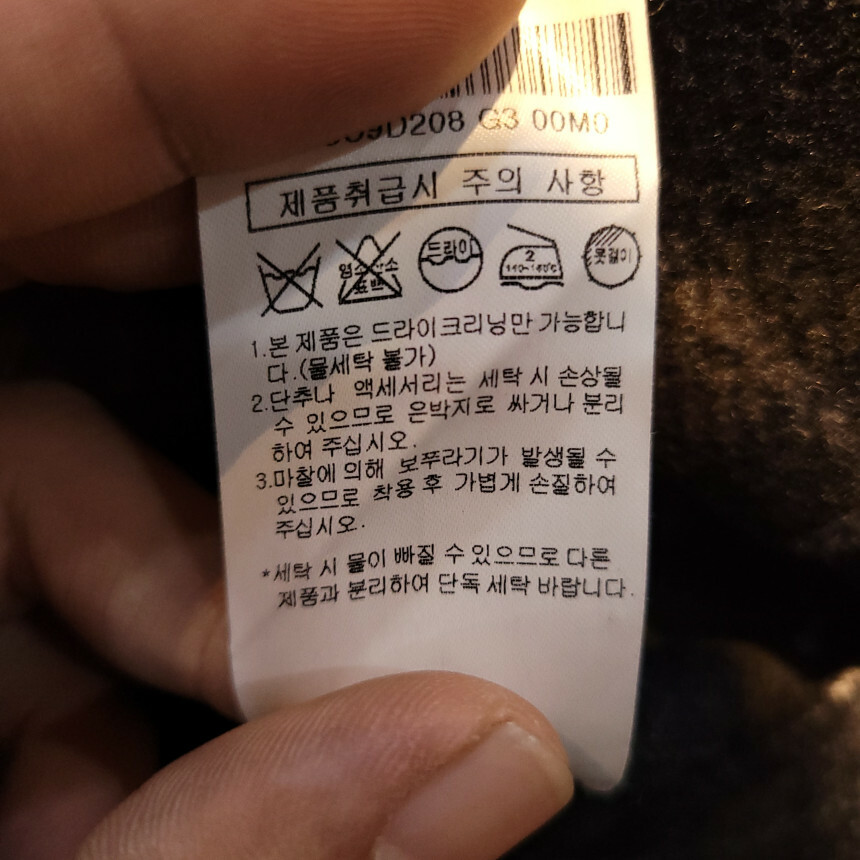 09D208 G3 00M0
제품취급시 주의 사항
드라이
2
염소산소
110~160℃
옷걸이
표백
1.본 제품은 드라이크리닝만 가능합니
다.(물세탁 불가)
2.단추나 액세서리는 세탁 시 손상될
수 있으므로 은박지로 싸거나 분리
하여 주십시오.
3.마찰에 의해 보푸라기가 발생될 수
있으므로 착용 후 가볍게 손질하여
주십시오.
*세탁 시 물이 빠질 수 있으므로 다른
제품과 분리하여 단독 세탁 바랍니다.